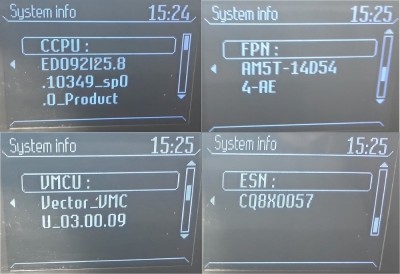 System info 15:24
CCPU :
ED092125.8
.10349_sp0
.0_Product
System info 15:25
FPN :
AM5T-14D54
4-AE
System info 15:25
VMCU :
Vector_VMC
U_03.00.09
System info 15:25
ESN :
CQ8X0057